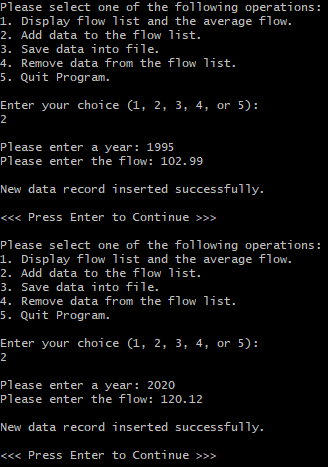 Please select one of the following operations:
1. Display flow list and the average flow.
2. Add data to the flow list.
3. Save data into file.
4. Remove data from the flow list.
5. Quit Program.
Enter your choice (1, 2, 3, 4, or 5):
2
Please enter a year: 1995
Please enter the flow: 102.99
New data record inserted successfully.
<<< Press Enter to Continue >>>
Please select one of the following operations:
1. Display flow list and the average flow.
2. Add data to the flow list.
3. Save data into file.
4. Remove data from the flow list.
5. Quit Program.
Enter your choice (1, 2, 3, 4, or 5):
2
Please enter a year: 2020
Please enter the flow: 120.12
New data record inserted successfully.
<<< Press Enter to Continue >>>